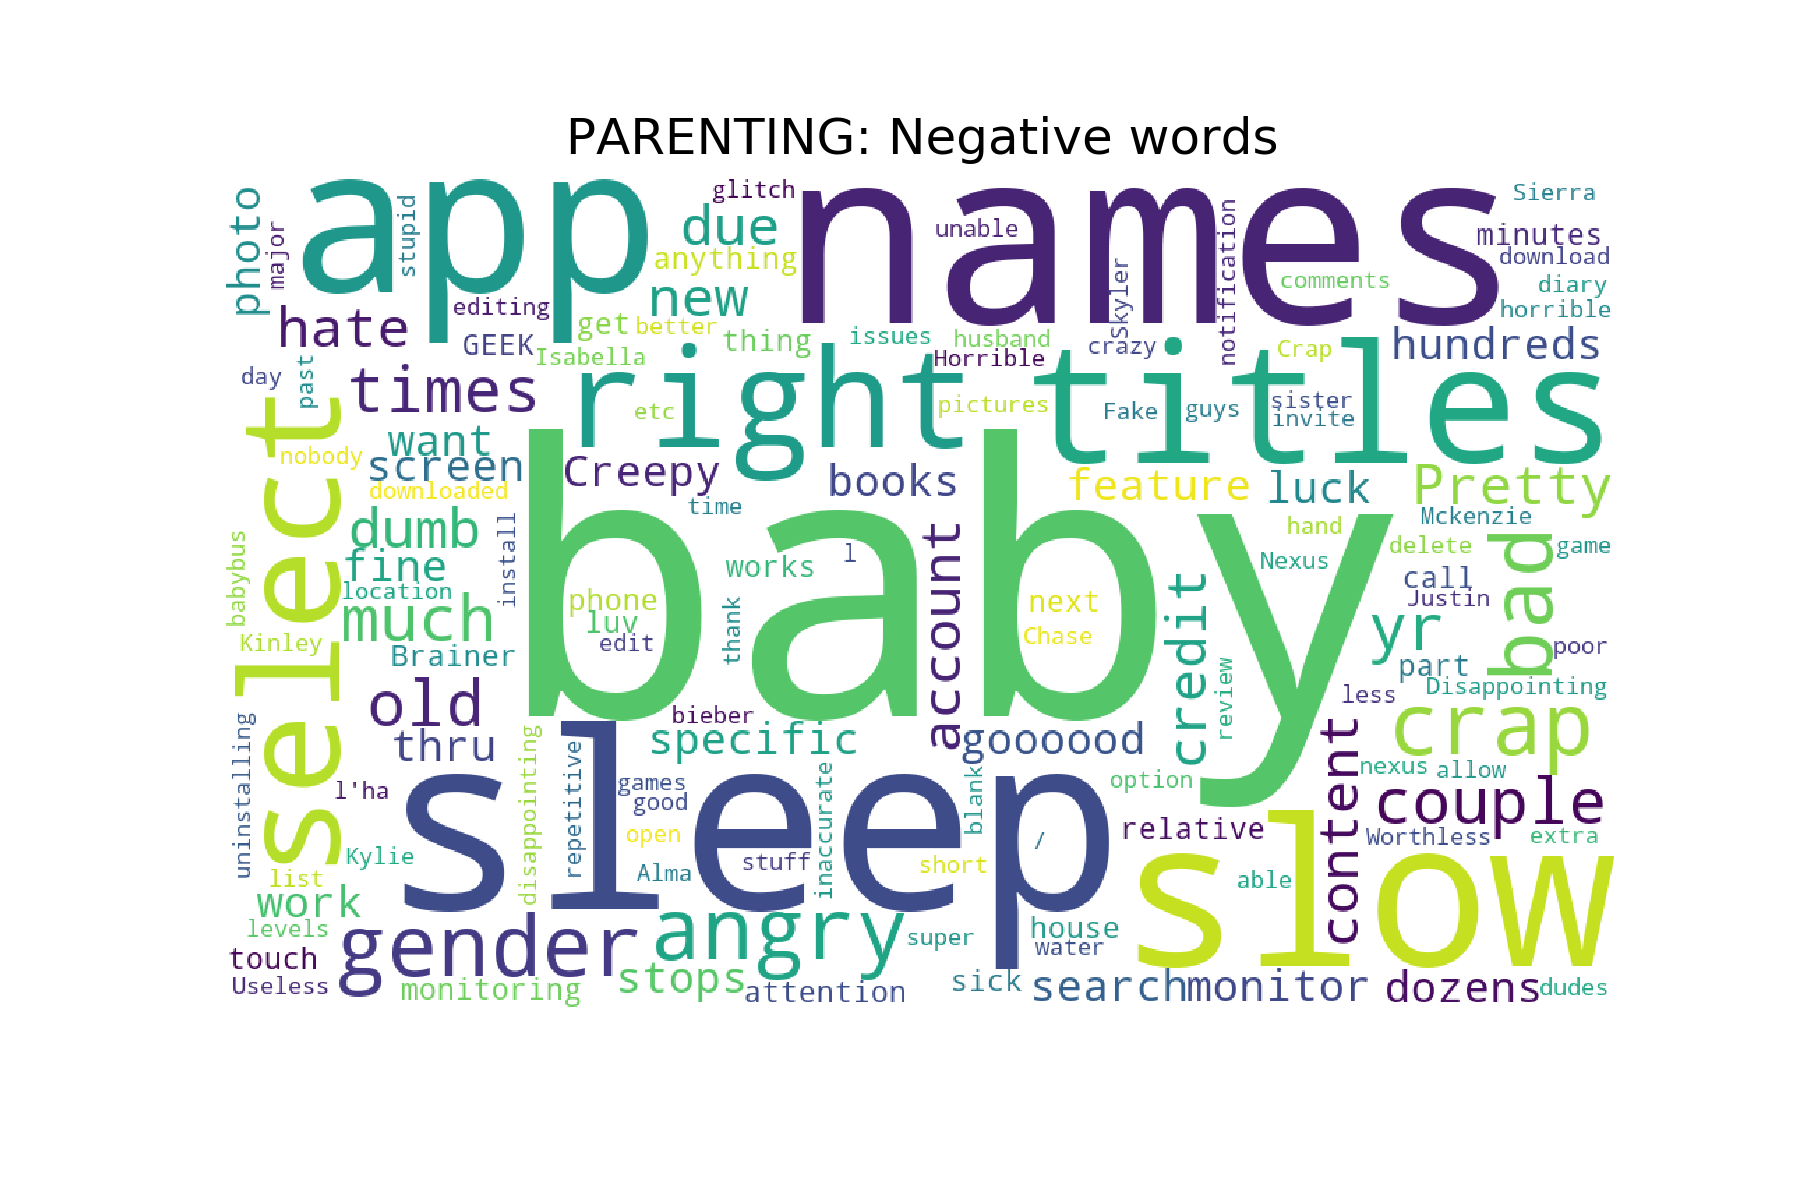 PARENTING: Negative words
photo
major
app
stupid
glitch
due
anything
new
names
unable
Skyler
notification
Sierra
minutes
download
comments
diary
horrible
hate
editing
GEEK
get
better
thing
Isabella
issues
husband
Horrible
crazy
Crap
hundreds
day
past
times
right
titles
etc
pictures
Fake
guys
sister
invite
select
want
nobody
screen
downloaded
Creepy
books
time
feature
luck
Pretty
Mckenzie
hand
dumb
fine
install
babybus
location
much
Kinley
Brainer
baby
works
l
phone
luv
edit
thank
account
next
Chase
Nexus
delete
game
bad
call
Justin
credit
yr
part
poor
review
less
Disappointing
old
thru
bieber
specific
goooood
crap
content
uninstalling
disappointing
repetitive
l'ha
games
good
open
sleep
inaccurate
blank
option
nexus
allow
couple
relative
Worthless
extra
/
Kylie
list
Alma
stuff
short
slow
able
work
levels
gender
angry
super
house
water
touch
Useless
monitoring
stops
attention
sick
search
monitor
dozens
dudes